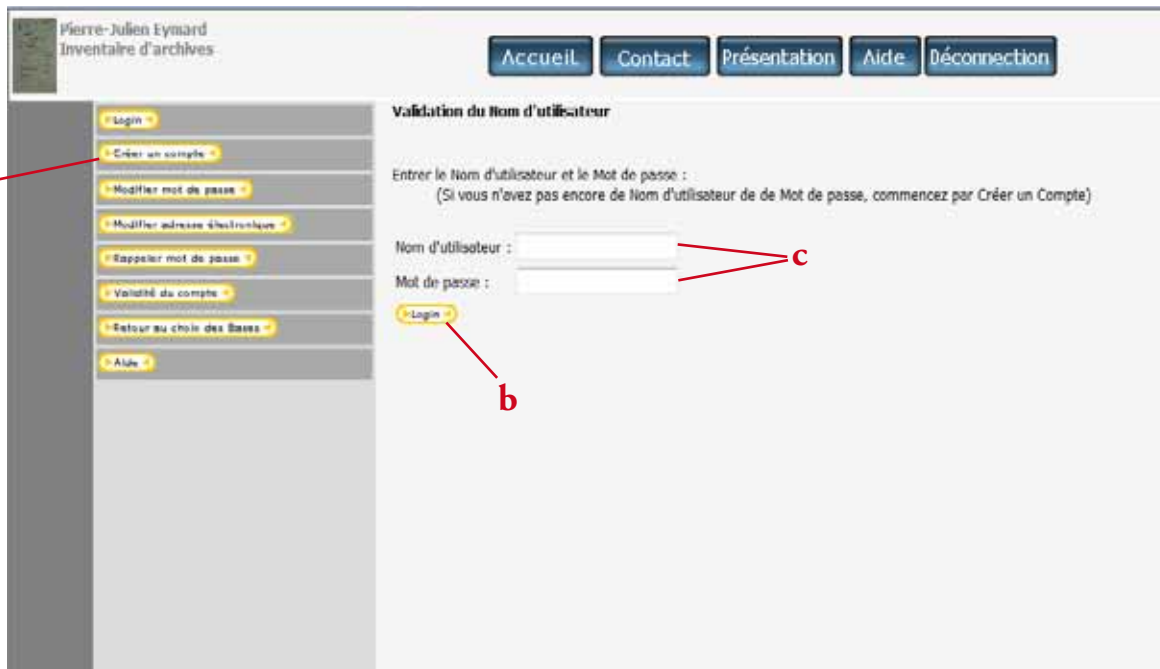 Pierre-Julien Eymard
Inventaire d'archives
Accueil Contact Présentation Aide Déconnection
Login
Créer un compte
Modifier mot de passe
Modifier adresse électronique
Rappeler mot de passe
Validité du compte
Retour au choix des Bases
Aide
Validation du Nom d'utilisateur
Entrer le Nom d'utilisateur et le Mot de passe :
(Si vous n'avez pas encore de Nom d'utilisateur de de Mot de passe, commencez par Créer un Compte)
Nom d'utilisateur :
c
Mot de passe :
Login
b